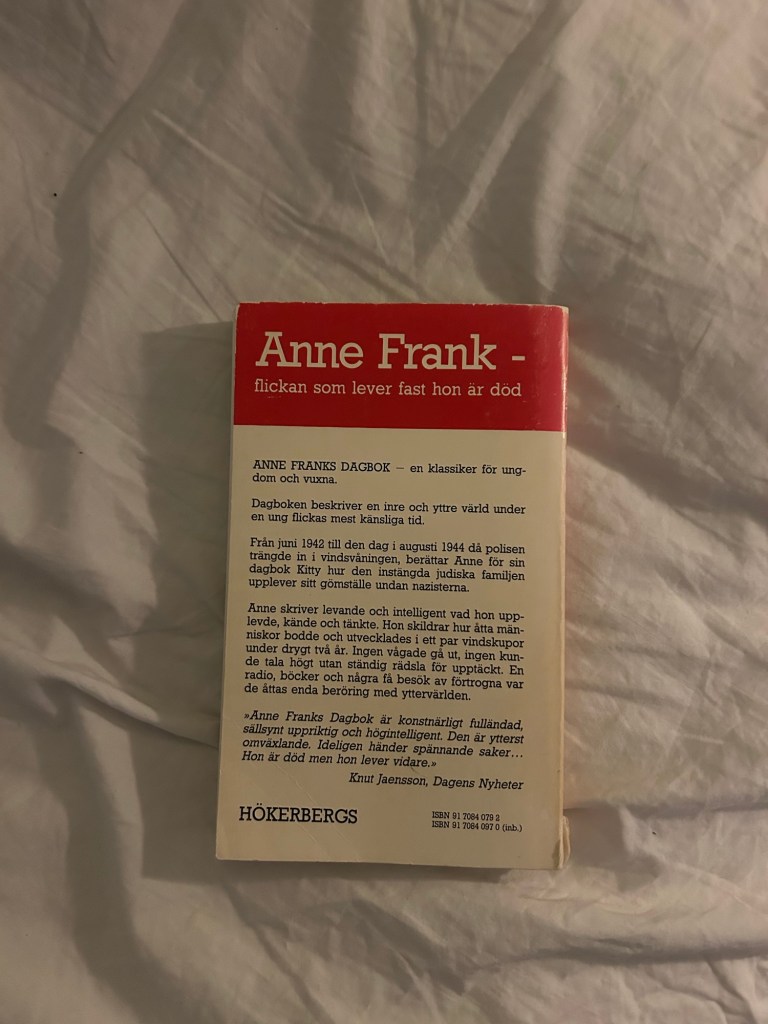 Anne Frank -
flickan som lever fast hon är död
ANNE FRANKS DAGBOK — en klassiker för ung-
dom och vuxna.
Dagboken beskriver en inre och yttre värld under
en ung flickas mest känsliga tid.
Från juni 1942 till den dag i augusti 1944 då polisen
trängde in i vindsvåningen, berättar Anne för sin
dagbok Kitty hur den instängda judiska familjen
upplever sitt gömställe undan nazisterna.
Anne skriver levande och intelligent vad hon upp-
levde, kände och tänkte. Hon skildrar hur åtta män-
niskor bodde och utvecklades i ett par vindskupor
under drygt två år. Ingen vågade gå ut, ingen kun-
de tala högt utan ständig rädsla för upptäckt. En
radio, böcker och några få besök av förtrogna var
de åttas enda beröring med yttervärlden.
»Anne Franks Dagbok är konstnärligt fulländad,
sällsynt uppriktig och högintelligent. Den är ytterst
omväxlande. Ideligen händer spännande saker...
Hon är död men hon lever vidare.»
Knut Jaensson, Dagens Nyheter
HÖKERBERGS
ISBN 91 7084 079 2
ISBN 91 7084 097 0 (inb.)